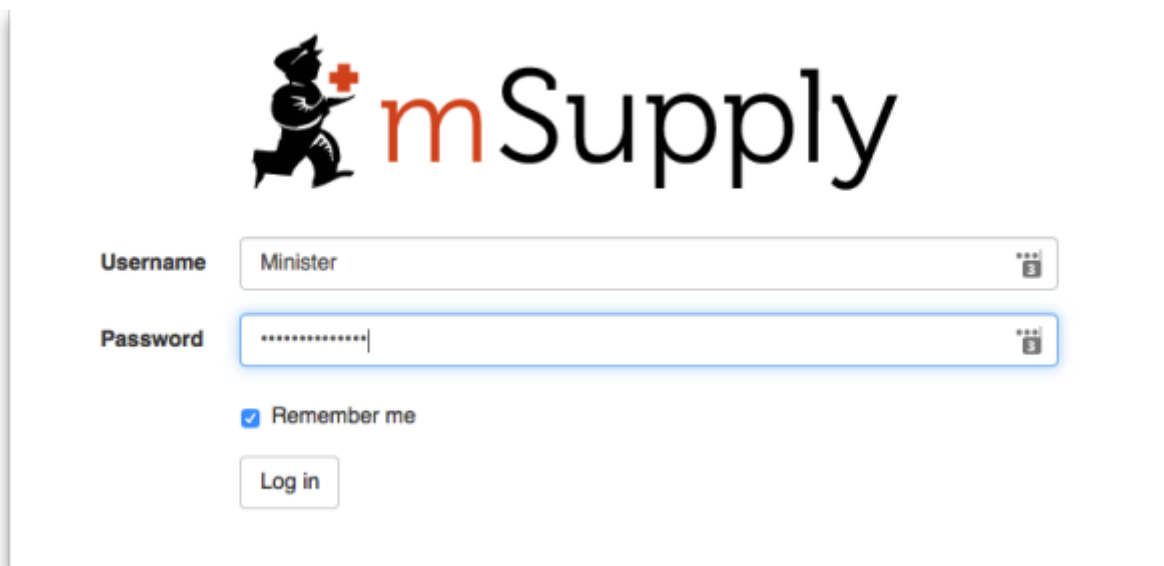 mSupply
Username Minister
Password ••••••••••••••
Remember me
Log in